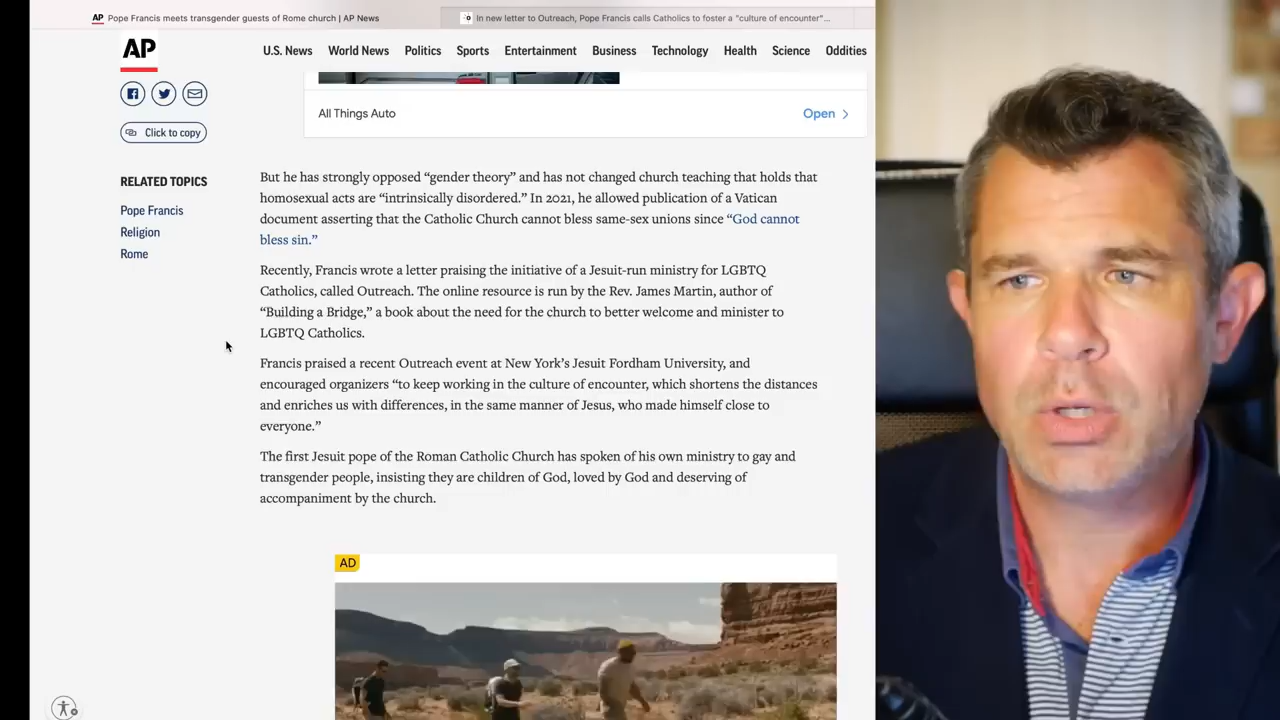 Pope Francis meets transgender guests of Rome church | AP News
In new letter to Outreach, Pope Francis calls Catholics to foster a "culture of encounter"...
AP
U.S. News World News Politics Sports Entertainment Business Technology Health Science Oddities
Click to copy
RELATED TOPICS
Pope Francis
Religion
Rome
All Things Auto
Open
But he has strongly opposed “gender theory” and has not changed church teaching that holds that
homosexual acts are “intrinsically disordered.” In 2021, he allowed publication of a Vatican
document asserting that the Catholic Church cannot bless same-sex unions since “God cannot
bless sin.”
Recently, Francis wrote a letter praising the initiative of a Jesuit-run ministry for LGBTQ
Catholics, called Outreach. The online resource is run by the Rev. James Martin, author of
“Building a Bridge,” a book about the need for the church to better welcome and minister to
LGBTQ Catholics.
Francis praised a recent Outreach event at New York’s Jesuit Fordham University, and
encouraged organizers “to keep working in the culture of encounter, which shortens the distances
and enriches us with differences, in the same manner of Jesus, who made himself close to
everyone.”
The first Jesuit pope of the Roman Catholic Church has spoken of his own ministry to gay and
transgender people, insisting they are children of God, loved by God and deserving of
accompaniment by the church.
AD